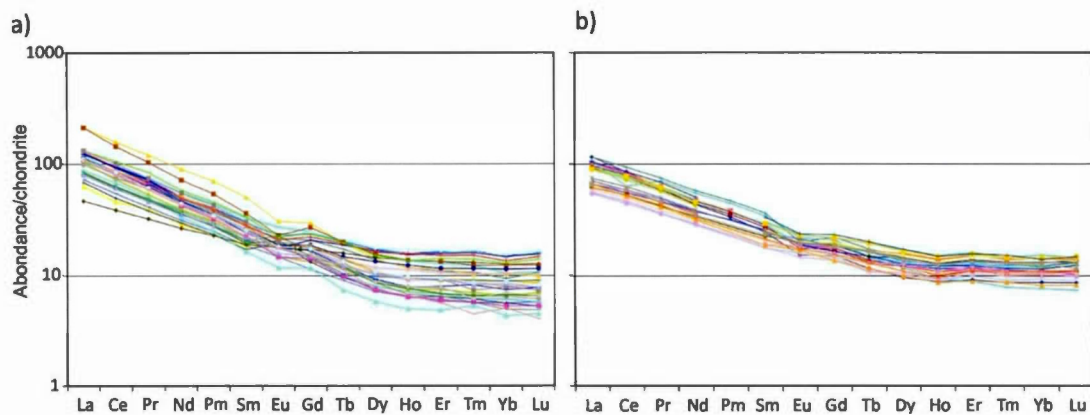 a)
b)
1000
100
10
1
Abondance/chondrite
La Ce Pr Nd Pm Sm Eu Gd Tb Dy Ho Er Tm Yb Lu
La Ce Pr Nd Pm Sm Eu Gd Tb Dy Ho Er Tm Yb Lu